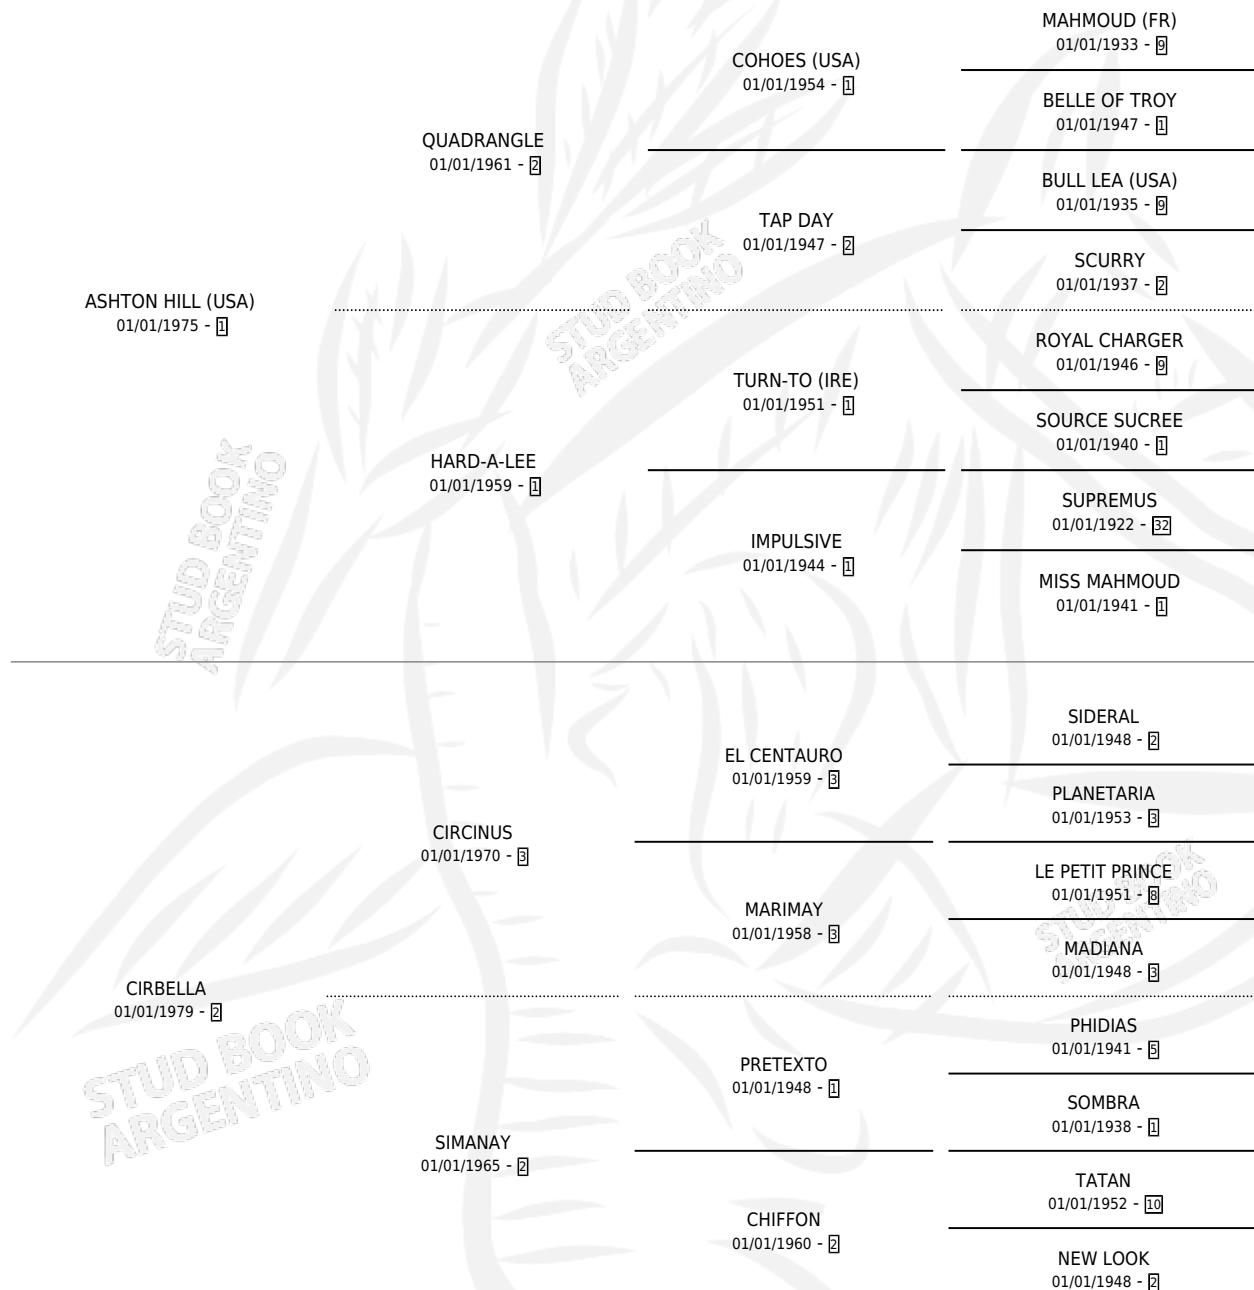 MAHMOUD (FR)
01/01/1933 - 9
COHOES (USA)
01/01/1954 - 1
BELLE OF TROY
01/01/1947 - 1
QUADRANGLE
01/01/1961 - 2
BULL LEA (USA)
01/01/1935 - 9
TAP DAY
01/01/1947 - 2
SCURRY
01/01/1937 - 2
ASHTON HILL (USA)
01/01/1975 - 1
ROYAL CHARGER
01/01/1946 - 9
TURN-TO (IRE)
01/01/1951 - 1
SOURCE SUCREE
01/01/1940 - 1
HARD-A-LEE
01/01/1959 - 1
SUPREMUS
01/01/1922 - 32
IMPULSIVE
01/01/1944 - 1
MISS MAHMOUD
01/01/1941 - 1
STUD BOOK
ARGENTINO
STUD BOOK
ARGENTINO
SIDERAL
01/01/1948 - 2
EL CENTAURO
01/01/1959 - 3
PLANETARIA
01/01/1953 - 3
CIRCINUS
01/01/1970 - 3
LE PETIT PRINCE
01/01/1951 - 8
MARIMAY
01/01/1958 - 3
MADIANA
01/01/1948 - 3
STUD BOOK
ARGENTINO
CIRBELLA
01/01/1979 - 2
PHIDIAS
01/01/1941 - 5
PRETEXTO
01/01/1948 - 1
SOMBRA
01/01/1938 - 1
STUD BOOK
ARGENTINO
SIMANAY
01/01/1965 - 2
TATAN
01/01/1952 - 10
CHIFFON
01/01/1960 - 2
NEW LOOK
01/01/1948 - 2